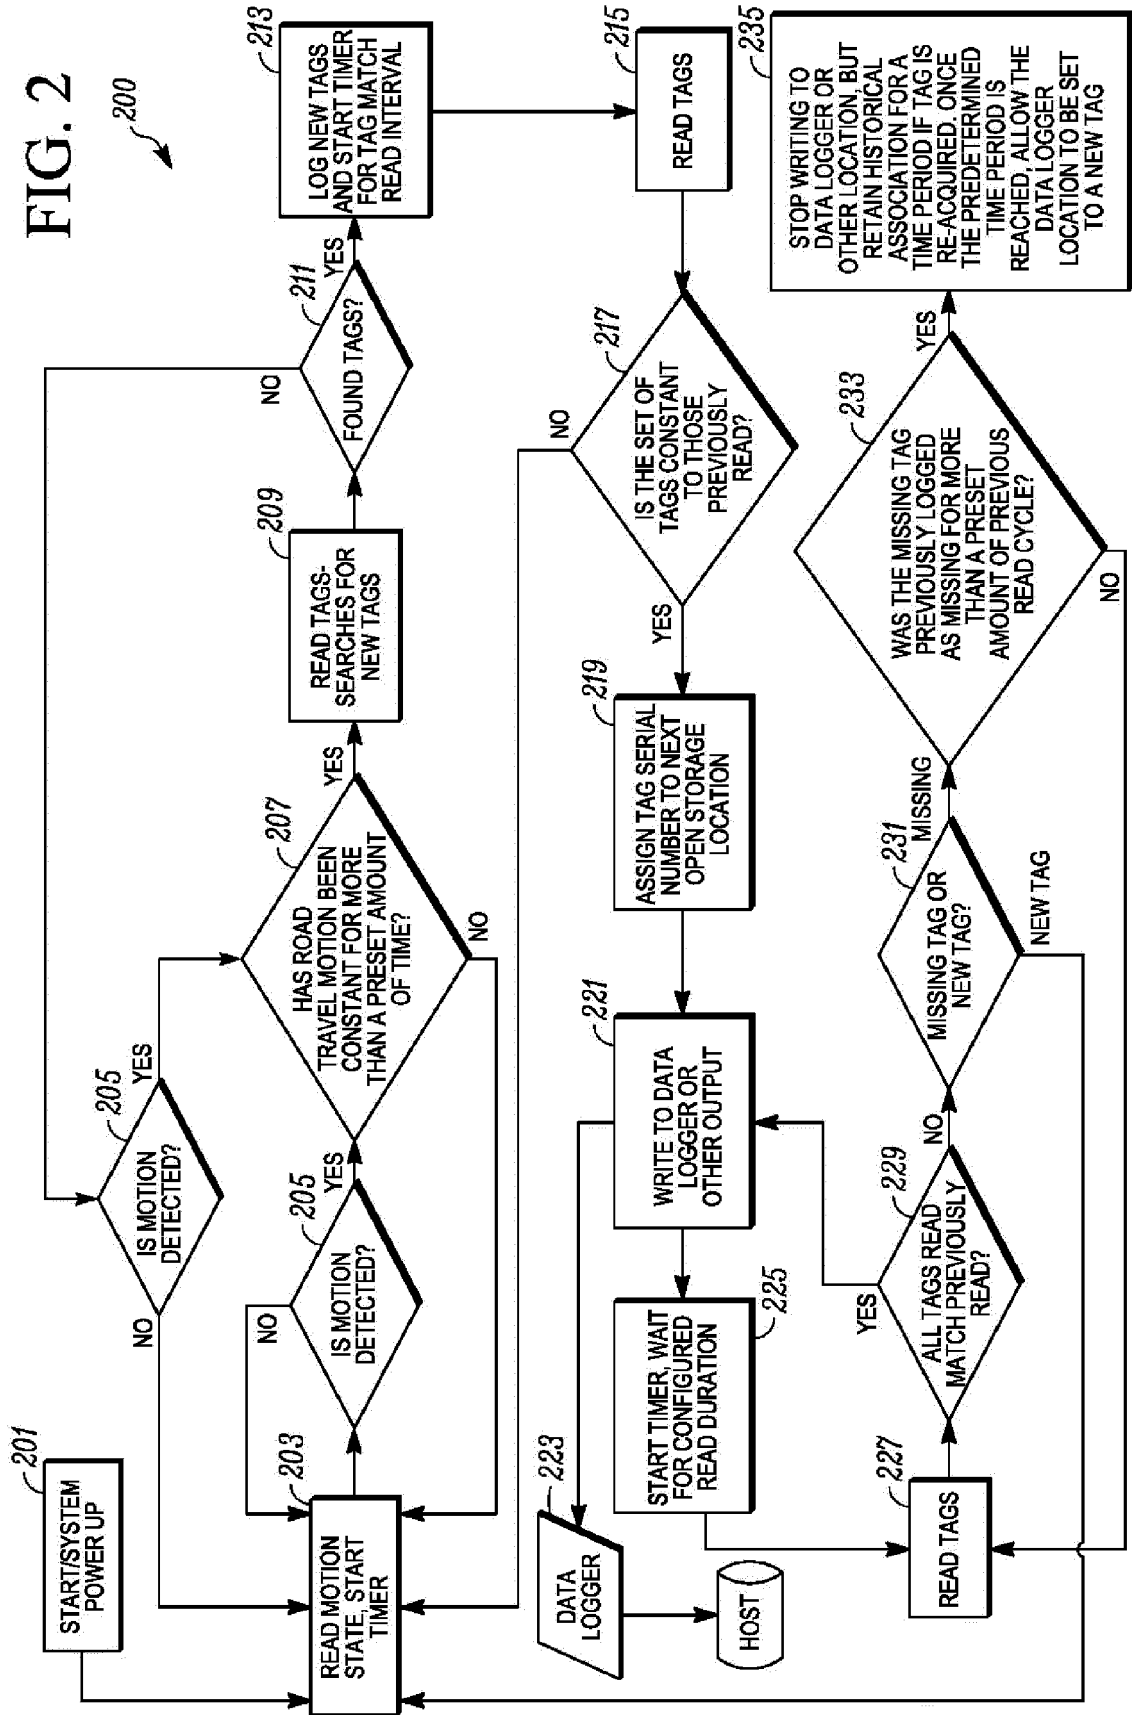 FIG. 2
200
201
START/SYSTEM
POWER UP
203
READ MOTION
STATE, START
TIMER
205
IS MOTION
DETECTED?
NO
YES
205
IS MOTION
DETECTED?
NO
YES
207
HAS ROAD
TRAVEL MOTION BEEN
CONSTANT FOR MORE
THAN A PRESET AMOUNT
OF TIME?
NO
YES
209
READ TAGS-
SEARCHES FOR
NEW TAGS
211
FOUND TAGS?
NO
YES
213
LOG NEW TAGS
AND START TIMER
FOR TAG MATCH
READ INTERVAL
215
READ TAGS
217
IS THE SET OF
TAGS CONSTANT
TO THOSE
PREVIOUSLY
READ?
NO
YES
219
ASSIGN TAG SERIAL
NUMBER TO NEXT
OPEN STORAGE
LOCATION
221
WRITE TO DATA
LOGGER OR
OTHER OUTPUT
223
DATA
LOGGER
HOST
225
START TIMER, WAIT
FOR CONFIGURED
READ DURATION
227
READ TAGS
229
ALL TAGS READ
MATCH PREVIOUSLY
READ?
YES
NO
231
MISSING TAG OR
NEW TAG?
MISSING
NEW TAG
233
WAS THE MISSING TAG
PREVIOUSLY LOGGED
AS MISSING FOR MORE
THAN A PRESET
AMOUNT OF PREVIOUS
READ CYCLE?
YES
NO
235
STOP WRITING TO
DATA LOGGER OR
OTHER LOCATION, BUT
RETAIN HISTORICAL
ASSOCIATION FOR A
TIME PERIOD IF TAG IS
RE-ACQUIRED. ONCE
THE PREDETERMINED
TIME PERIOD IS
REACHED, ALLOW THE
DATA LOGGER
LOCATION TO BE SET
TO A NEW TAG